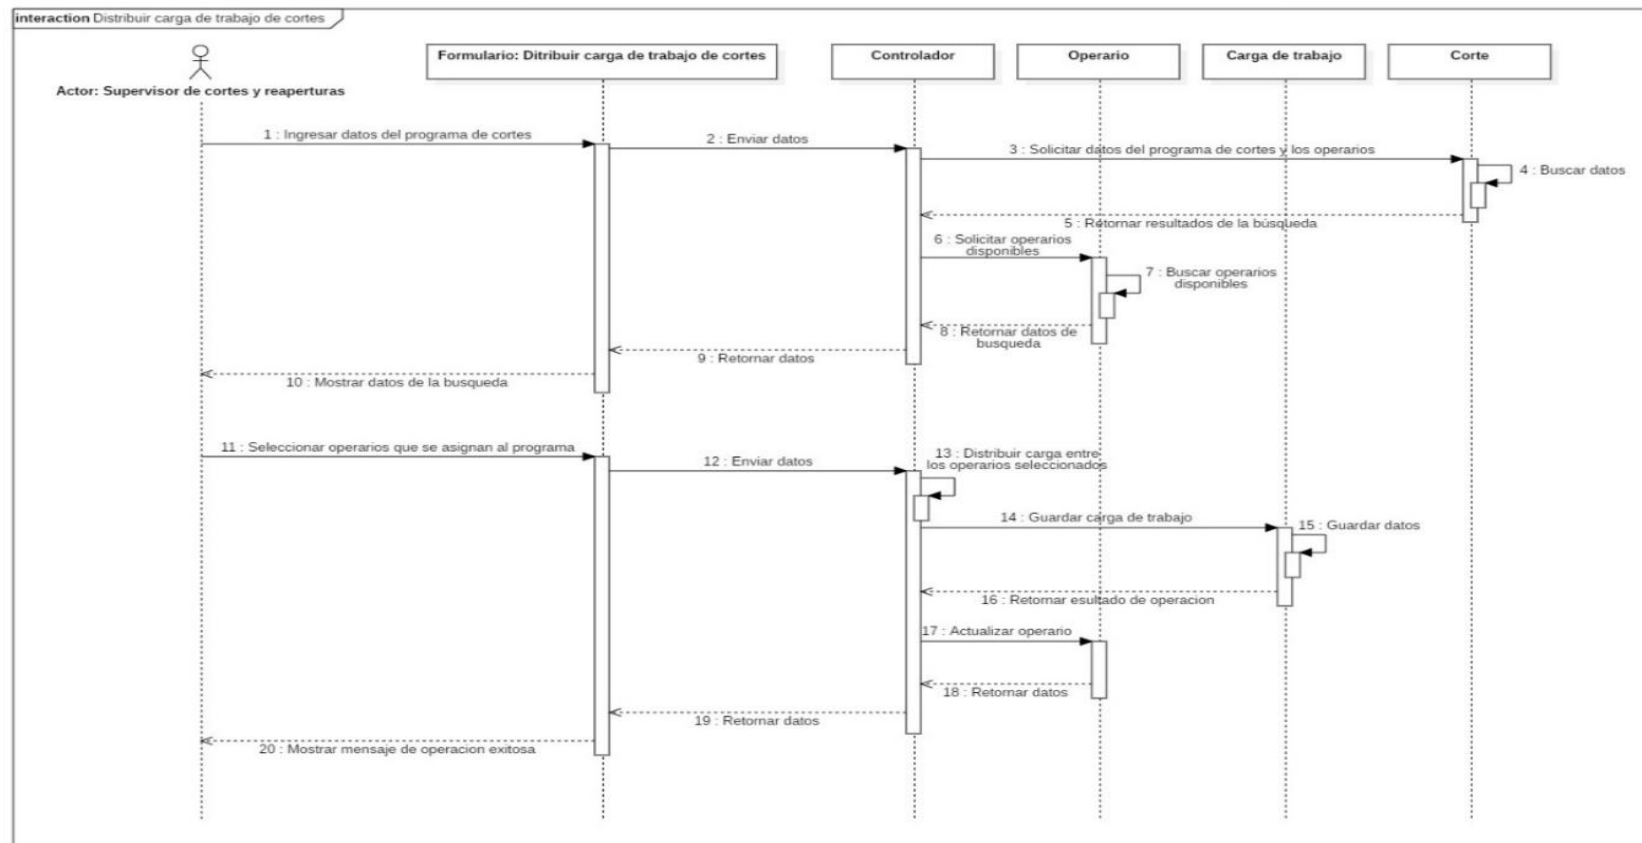 interaction Distribuir carga de trabajo de cortes
Formulario: Ditribuir carga de trabajo de cortes
Controlador
Operario
Carga de trabajo
Corte
Actor: Supervisor de cortes y reaperturas
1 : Ingresar datos del programa de cortes
2 : Enviar datos
3 : Solicitar datos del programa de cortes y los operarios
4 : Buscar datos
5 : Retornar resultados de la búsqueda
6 : Solicitar operarios
disponibles
7 : Buscar operarios
disponibles
8 : Retornar datos de
busqueda
9 : Retornar datos
10 : Mostrar datos de la busqueda
11 : Seleccionar operarios que se asignan al programa
12 : Enviar datos
13 : Distribuir carga entre
los operarios seleccionados
14 : Guardar carga de trabajo
15 : Guardar datos
16 : Retornar esultado de operacion
17 : Actualizar operario
18 : Retornar datos
19 : Retornar datos
20 : Mostrar mensaje de operacion exitosa